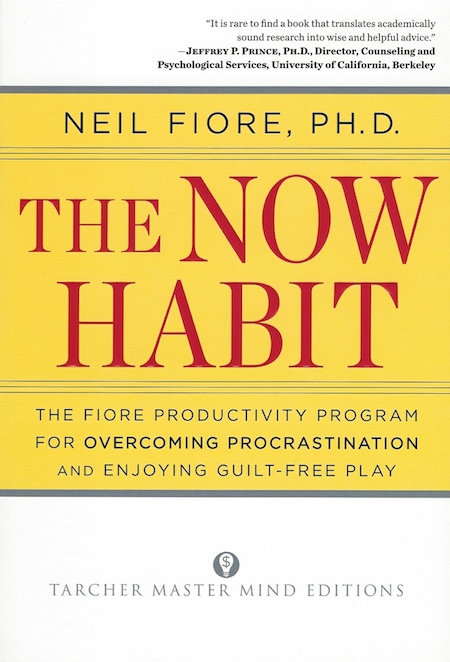 “It is rare to find a book that translates academically
sound research into wise and helpful advice.”
—JEFFREY P. PRINCE, PH.D., Director, Counseling and
Psychological Services, University of California, Berkeley
NEIL FIORE, PH.D.
THE NOW
HABIT
THE FIORE PRODUCTIVITY PROGRAM
FOR OVERCOMING PROCRASTINATION
AND ENJOYING GUILT-FREE PLAY
$
TARCHER MASTER MIND EDITIONS